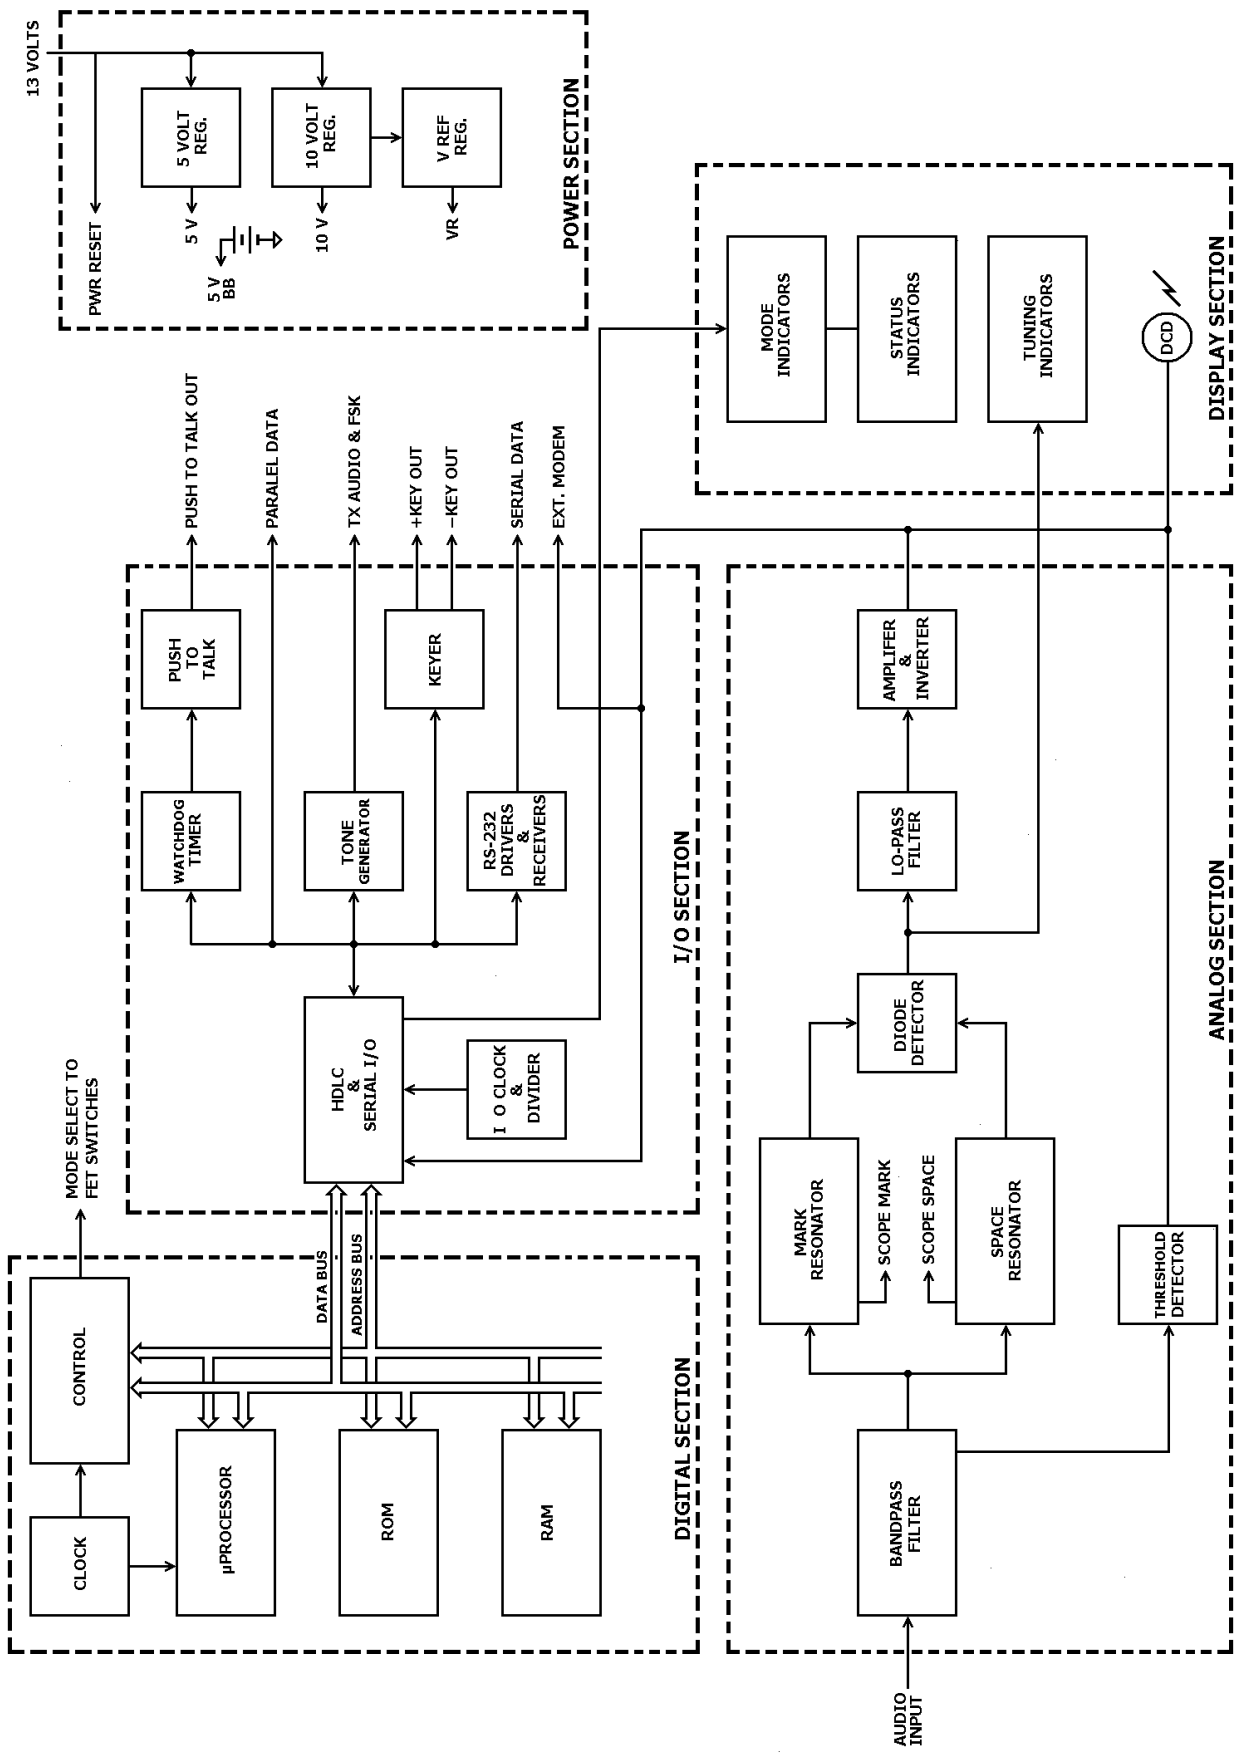 13 VOLTS
PWR RESET
5 VOLT
REG.
5 V
5 V
BB
10 VOLT
REG.
10 V
V REF
REG.
VR
POWER SECTION
MODE
INDICATORS
STATUS
INDICATORS
TUNING
INDICATORS
DCD
DISPLAY SECTION
PUSH TO TALK OUT
PARALEL DATA
TX AUDIO & FSK
+KEY OUT
−KEY OUT
SERIAL DATA
EXT. MODEM
PUSH
TO
TALK
KEYER
WATCHDOG
TIMER
TONE
GENERATOR
RS-232
DRIVERS
&
RECEIVERS
HDLC
&
SERIAL I/O
I O CLOCK
&
DIVIDER
I/O SECTION
MODE SELECT TO
FET SWITCHES
CONTROL
CLOCK
DATA BUS
ADDRESS BUS
µPROCESSOR
ROM
RAM
DIGITAL SECTION
AMPLIFER
&
INVERTER
LO-PASS
FILTER
DIODE
DETECTOR
MARK
RESONATOR
SCOPE MARK
SCOPE SPACE
SPACE
RESONATOR
THRESHOLD
DETECTOR
BANDPASS
FILTER
AUDIO
INPUT
ANALOG SECTION